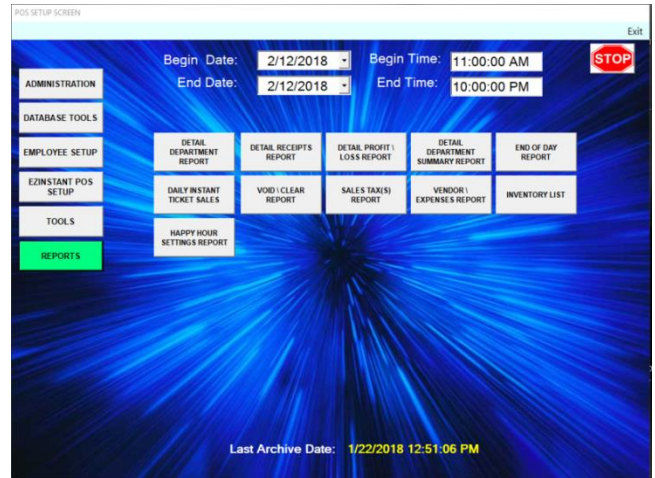 POS SETUP SCREEN
Exit
Begin Date: 2/12/2018 Begin Time: 11:00:00 AM
STOP
End Date: 2/12/2018 End Time: 10:00:00 PM
ADMINISTRATION
DATABASE TOOLS
EMPLOYEE SETUP
EZINSTANT POS
SETUP
TOOLS
REPORTS
DETAIL
DEPARTMENT
REPORT
DETAIL RECEIPTS
REPORT
DETAIL PROFIT \
LOSS REPORT
DETAIL
DEPARTMENT
SUMMARY REPORT
END OF DAY
REPORT
DAILY INSTANT
TICKET SALES
VOID \ CLEAR
REPORT
SALES TAX(S)
REPORT
VENDOR \
EXPENSES REPORT
INVENTORY LIST
HAPPY HOUR
SETTINGS REPORT
Last Archive Date: 1/22/2018 12:51:06 PM